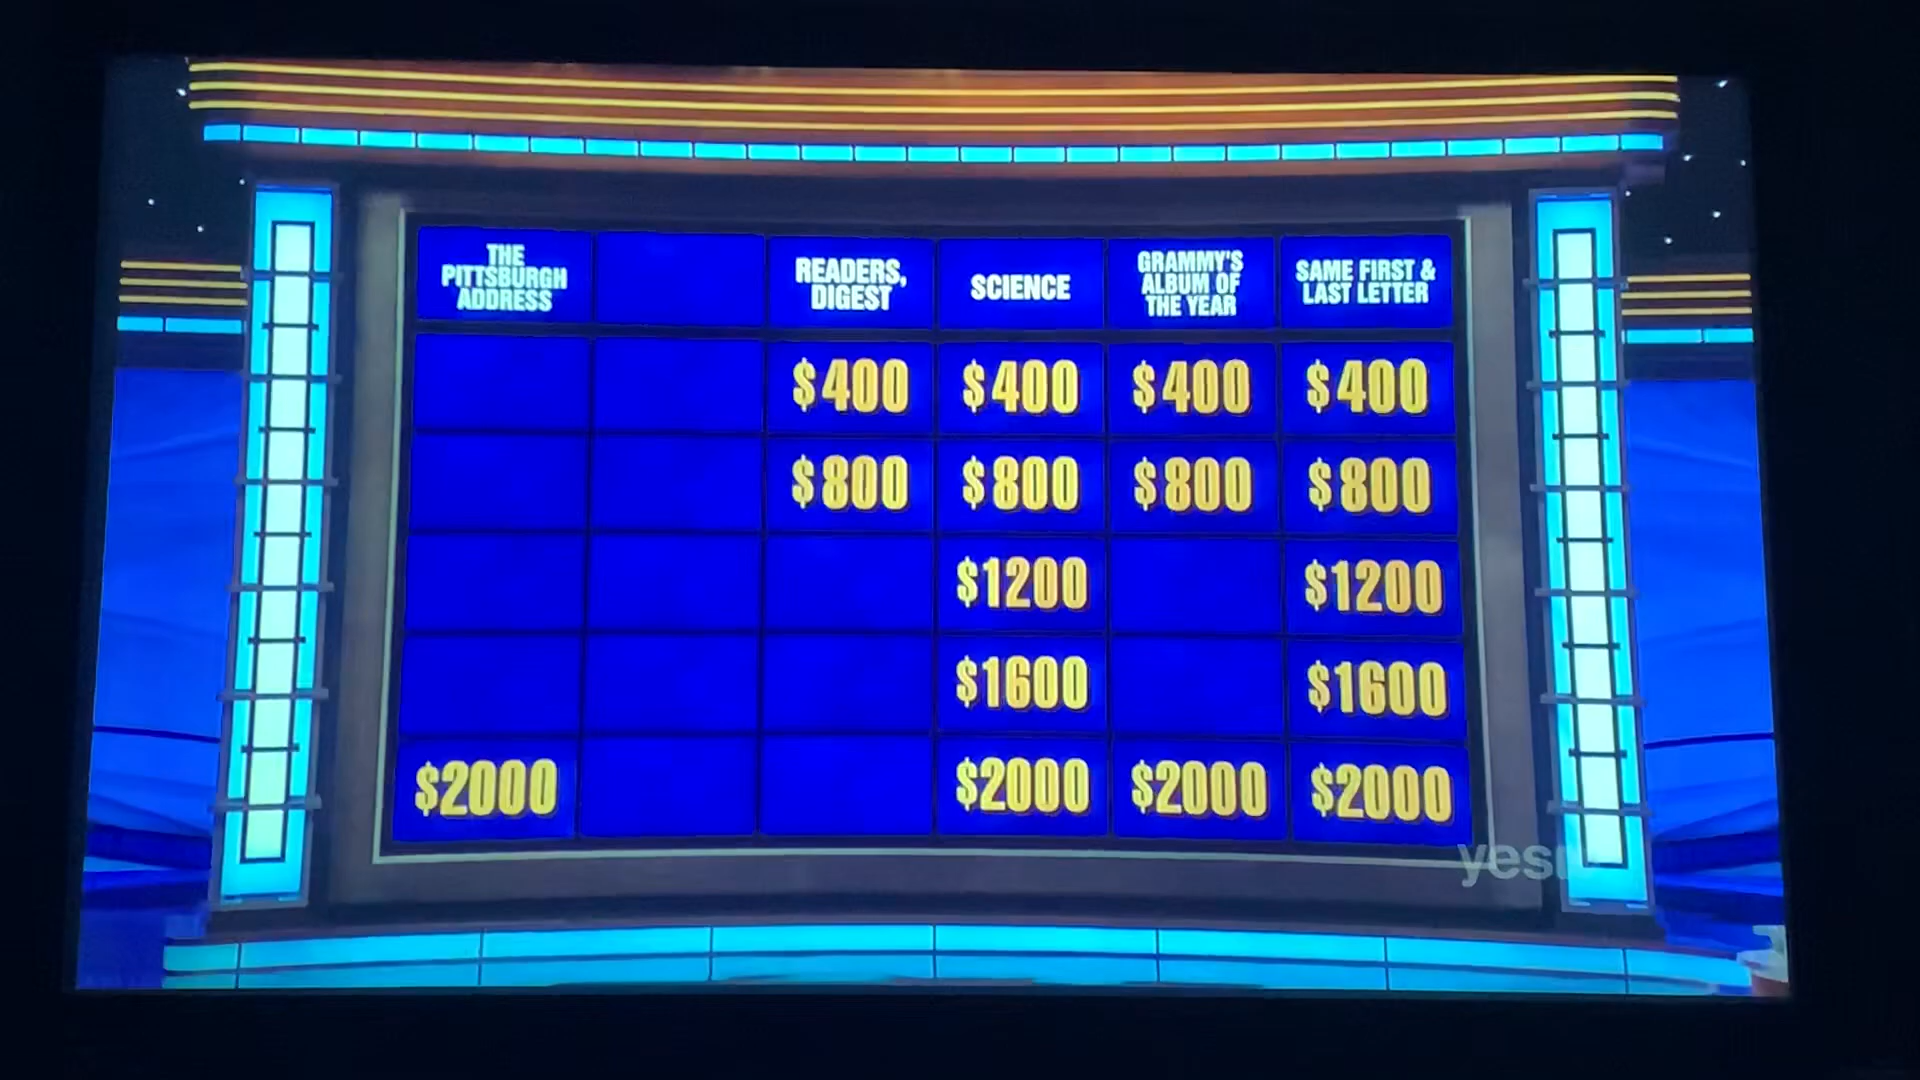 THE
PITTSBURGH
ADDRESS
READERS,
DIGEST
SCIENCE
GRAMMY'S
ALBUM OF
THE YEAR
SAME FIRST &
LAST LETTER
$400 $400 $400 $400
$800 $800 $800 $800
$1200 $1200
$1600 $1600
$2000 $2000 $2000 $2000